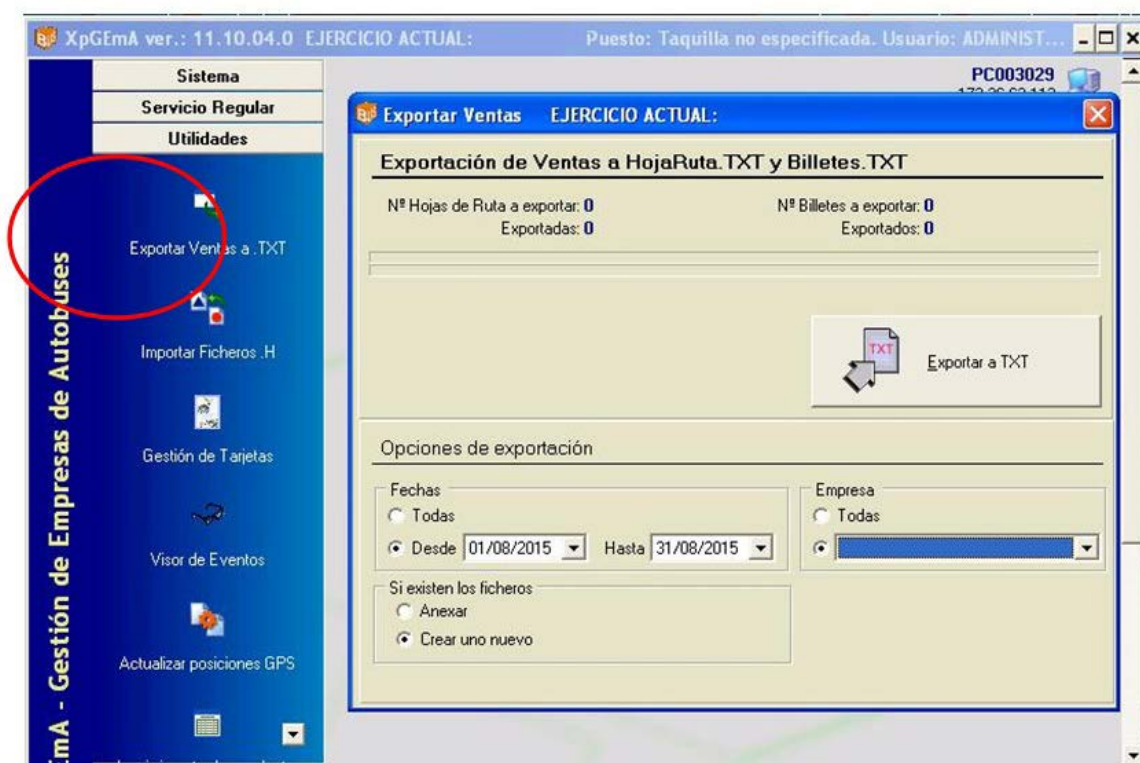 XpGEmA ver.: 11.10.04.0 EJERCICIO ACTUAL: Puesto: Taquilla no especificada. Usuario: ADMINIST...
Sistema
Servicio Regular
Utilidades
Exportar Ventas a .TXT
Importar Ficheros .H
Gestión de Tarjetas
Visor de Eventos
Actualizar posiciones GPS
EmA - Gestión de Empresas de Autobuses
PC003029
Exportar Ventas EJERCICIO ACTUAL:
Exportación de Ventas a HojaRuta.TXT y Billetes.TXT
Nº Hojas de Ruta a exportar: 0 Nº Billetes a exportar: 0
Exportadas: 0 Exportados: 0
TXT
Exportar a TXT
Opciones de exportación
Fechas
Todas
Desde 01/08/2015 Hasta 31/08/2015
Empresa
Todas
Si existen los ficheros
Anexar
Crear uno nuevo